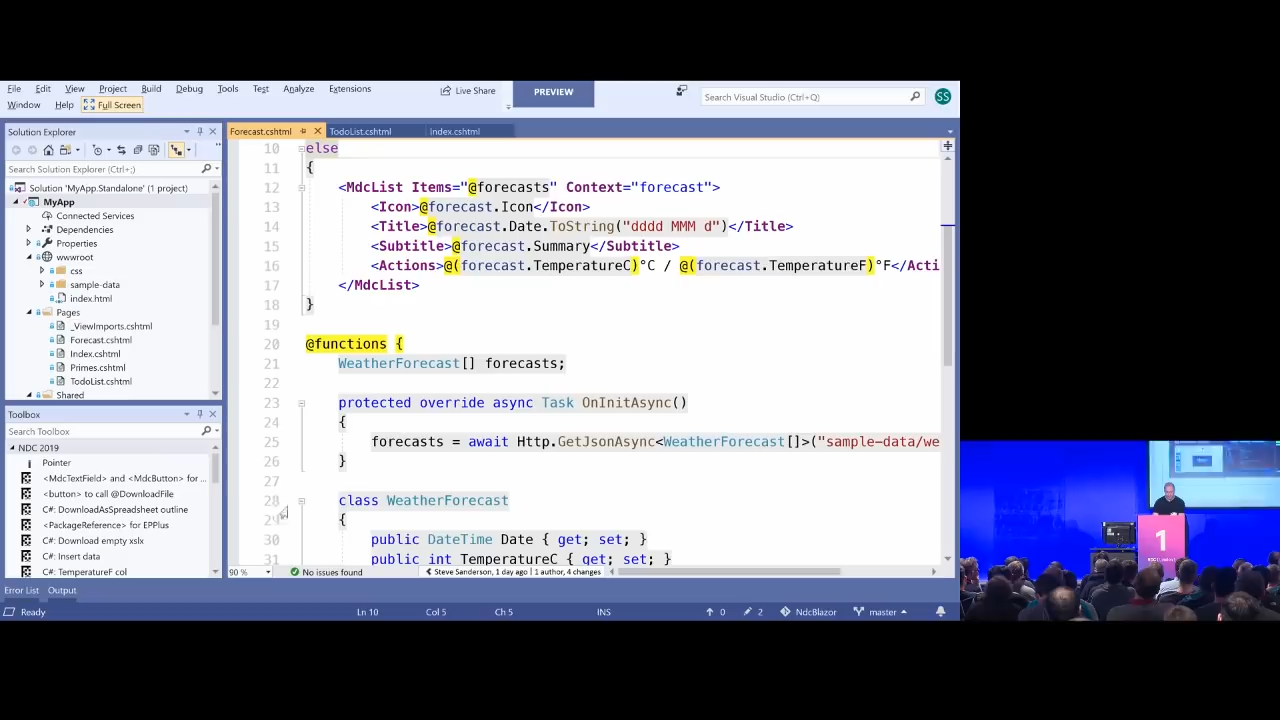 File Edit View Project Build Debug Tools Test Analyze Extensions
Window Help Full Screen
Live Share
PREVIEW
Search Visual Studio (Ctrl+Q)
SS
Solution Explorer
Search Solution Explorer (Ctrl+;)
Solution 'MyApp.Standalone' (1 project)
MyApp
Connected Services
Dependencies
Properties
wwwroot
css
sample-data
index.html
Pages
_ViewImports.cshtml
Forecast.cshtml
Index.cshtml
Primes.cshtml
TodoList.cshtml
Shared
Toolbox
Search Toolbox
NDC 2019
Pointer
<MdcTextField> and <MdcButton> for ...
<button> to call @DownloadFile
C#: DownloadAsSpreadsheet outline
<PackageReference> for EPPlus
C#: Download empty xslx
C#: Insert data
C#: TemperatureF col
Forecast.cshtml TodoList.cshtml Index.cshtml
10 else
11 {
12 <MdcList Items="@forecasts" Context="forecast">
13 <Icon>@forecast.Icon</Icon>
14 <Title>@forecast.Date.ToString("dddd MMM d")</Title>
15 <Subtitle>@forecast.Summary</Subtitle>
16 <Actions>@(forecast.TemperatureC)°C / @(forecast.TemperatureF)°F</Acti
17 </MdcList>
18 }
19
20 @functions {
21 WeatherForecast[] forecasts;
22
23 protected override async Task OnInitAsync()
24 {
25 forecasts = await Http.GetJsonAsync<WeatherForecast[]>("sample-data/we
26 }
27
28 class WeatherForecast
29 {
30 public DateTime Date { get; set; }
31 public int TemperatureC { get; set; }
90 % No issues found Steve Sanderson, 1 day ago | 1 author, 4 changes
Error List Output
Ready Ln 10 Col 5 Ch 5 INS 0 2 NdcBlazor master
1